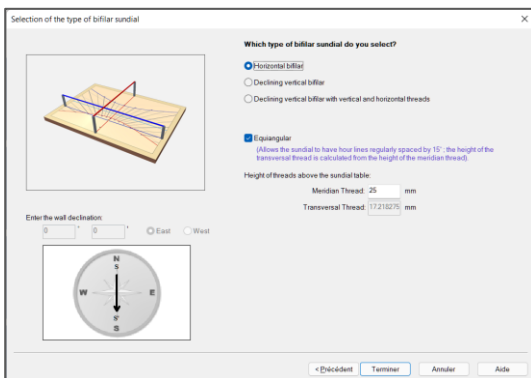 Selection of the type of bifilar sundial
Which type of bifilar sundial do you select?
Horizontal bifilar
Declining vertical bifilar
Declining vertical bifilar with vertical and horizontal threads
Equiangular
(Allows the sundial to have hour lines regularly spaced by 15°; the height of the
transversal thread is calculated from the height of the meridian thread)
Height of threads above the sundial table:
Meridian Thread: 25 mm
Transversal Thread: 17.218275 mm
Enter the wall declination:
0 ° 0 ' East West
N
S
W E
S
< Précédent Terminer Annuler Aide